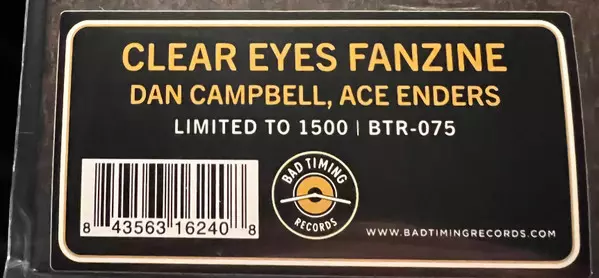 CLEAR EYES FANZINE
DAN CAMPBELL, ACE ENDERS
LIMITED TO 1500 | BTR-075
BAD TIMING
RECORDS
8 43563 16240 8
WWW.BADTIMINGRECORDS.COM